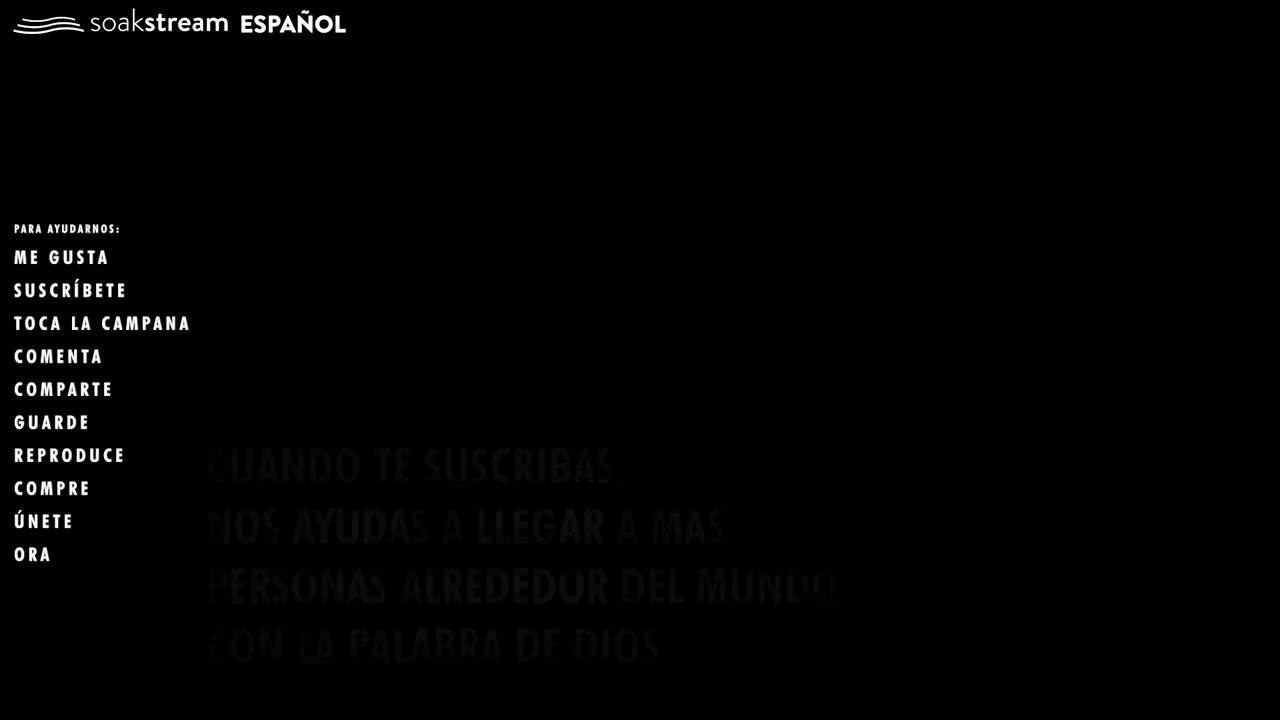 soakstream ESPAÑOL
PARA AYUDARNOS:
ME GUSTA
SUSCRÍBETE
TOCA LA CAMPANA
COMENTA
COMPARTE
GUARDE
REPRODUCE
COMPRE
ÚNETE
ORA
CUANDO TE SUSCRIBAS,
NOS AYUDAS A LLEGAR A MAS
PERSONAS ALREDEDOR DEL MUNDO
CON LA PALABRA DE DIOS